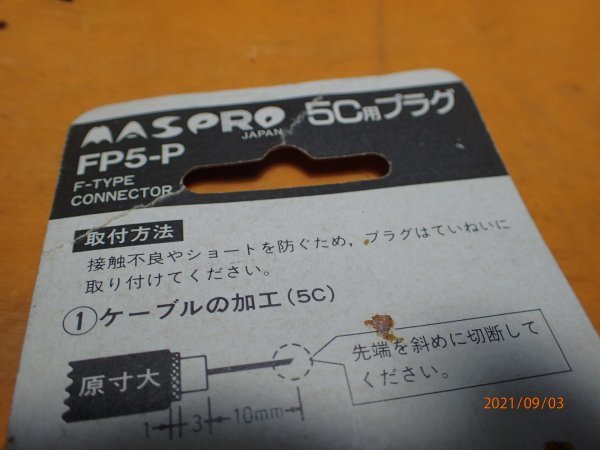 MASPRO JAPAN 5C用プラグ
FP5-P
F-TYPE
CONNECTOR
取付方法
接触不良やショートを防ぐため，プラグはていねいに
取り付けてください。
①ケーブルの加工(5C)
先端を斜めに切断して
ください。
原寸大
1 3 10mm
2021/09/03